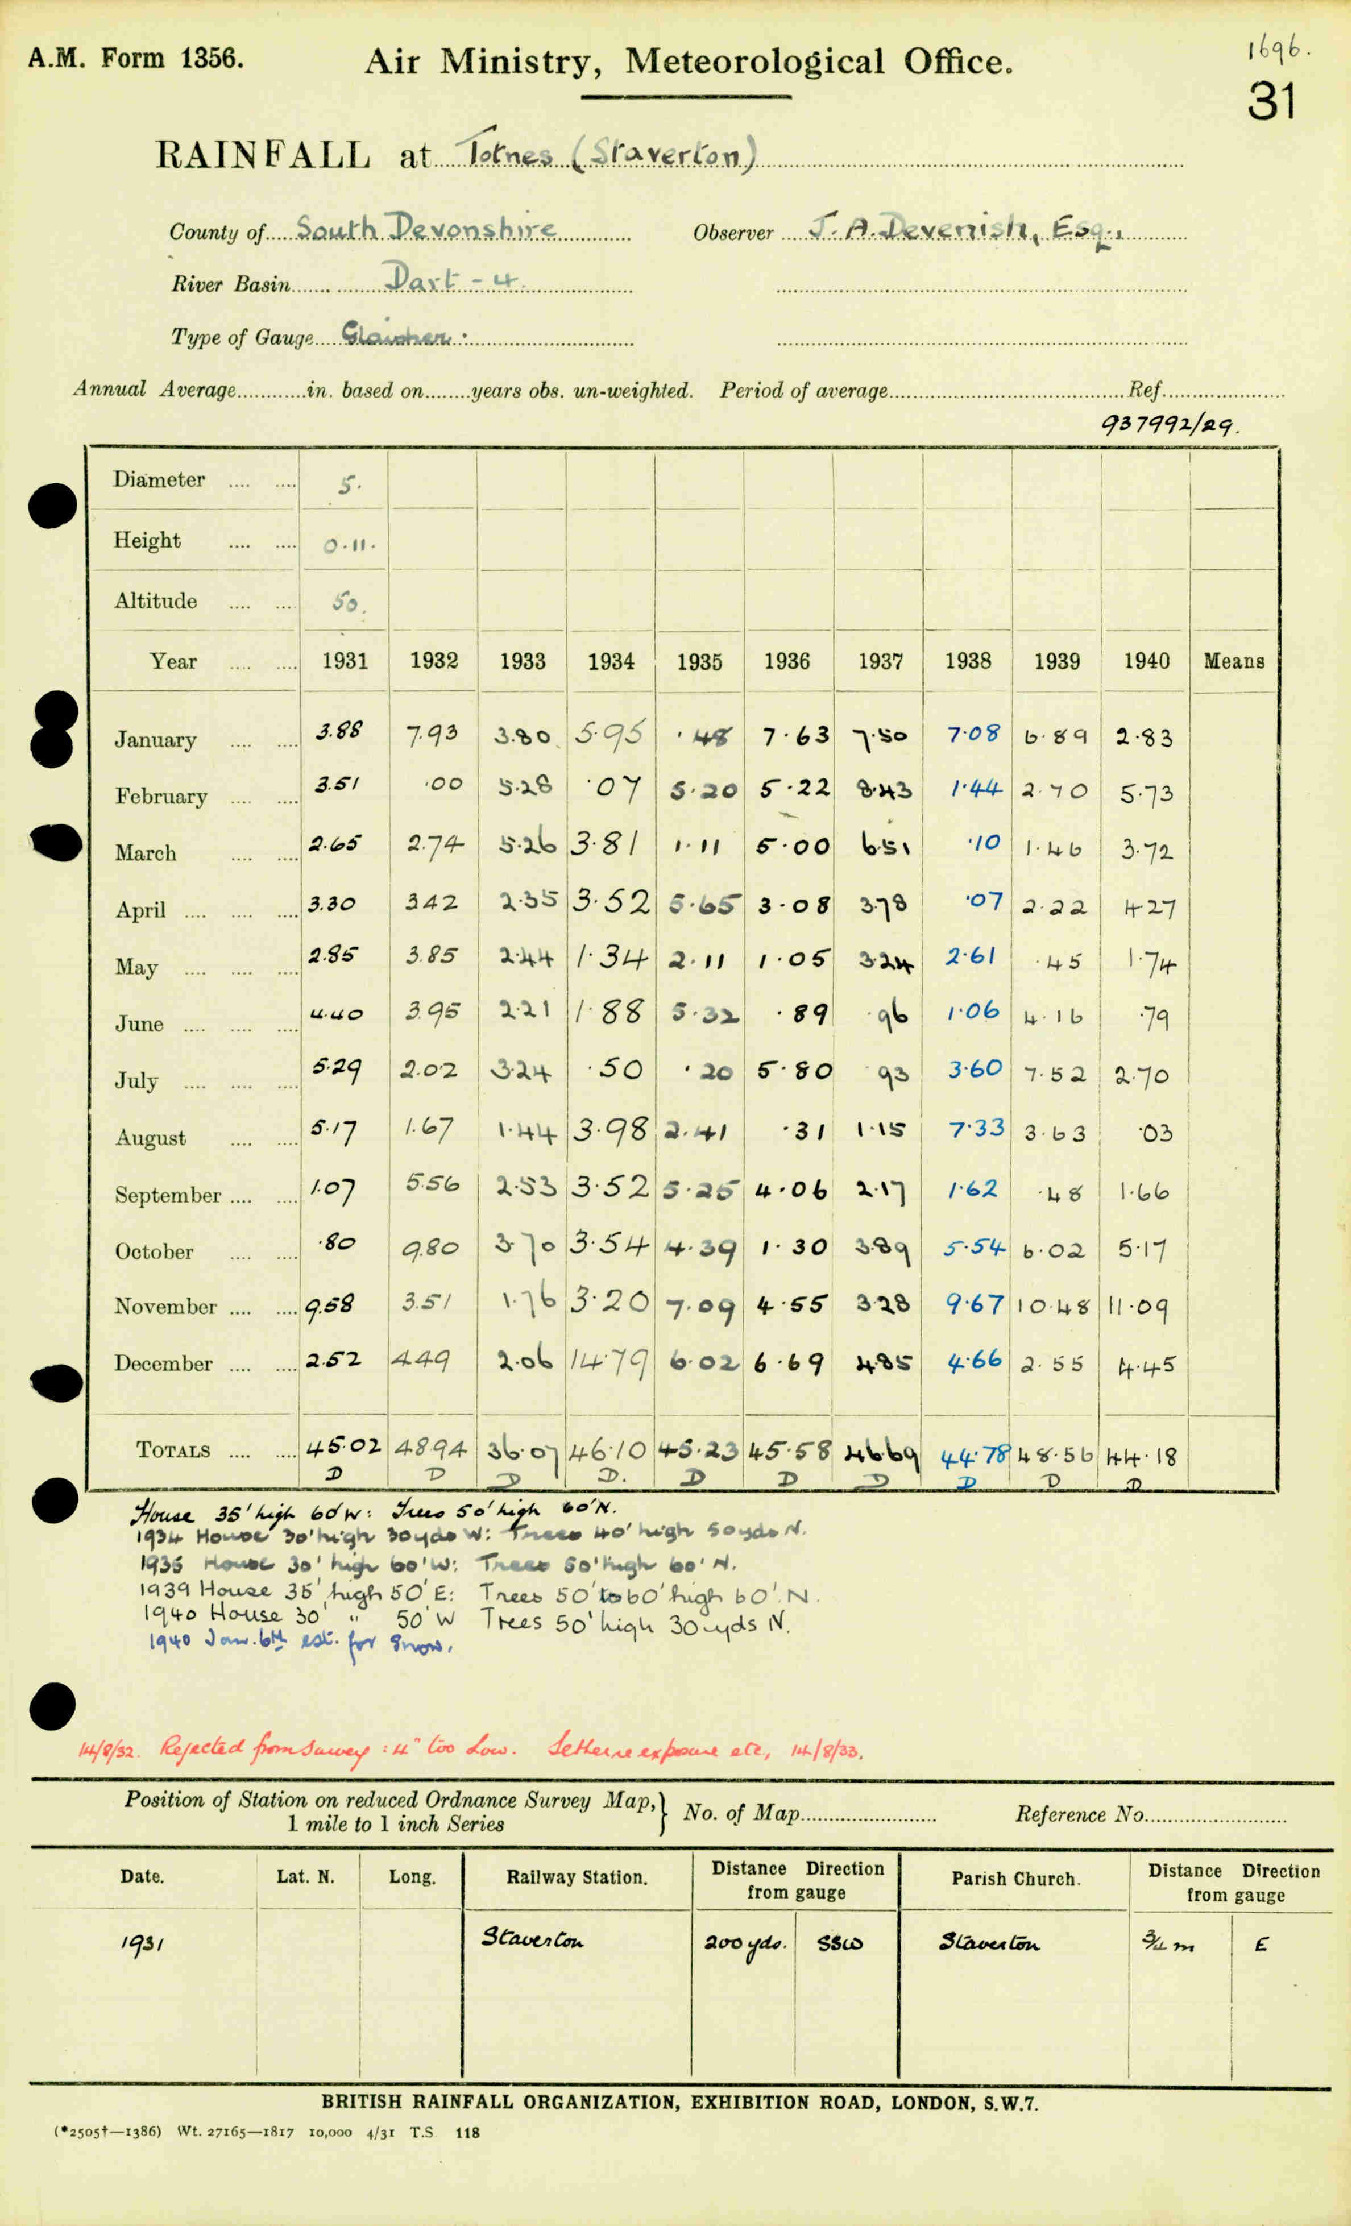 A.M. Form 1356.
Air Ministry, Meteorological Office.
1696.
31
RAINFALL at Totnes (Staverton)
County of South Devonshire Observer J. A. Devenish, Esq.,
River Basin Dart - 4.
Type of Gauge Glaisher.
Annual Average in. based on years obs. un-weighted. Period of average Ref.
937992/29.
Diameter 5.
Height 0.11.
Altitude 50.
Year 1931 1932 1933 1934 1935 1936 1937 1938 1939 1940 Means
January 3.88 7.93 3.80 5.95 .48 7.63 7.50 7.08 6.89 2.83
February 3.51 .00 5.28 .07 5.20 5.22 8.43 1.44 2.70 5.73
March 2.65 2.74 5.26 3.81 1.11 5.00 6.51 .10 1.46 3.72
April 3.30 3.42 2.35 3.52 5.65 3.08 3.78 .07 2.22 4.27
May 2.85 3.85 2.44 1.34 2.11 1.05 3.24 2.61 .45 1.74
June 4.40 3.95 2.21 1.88 5.32 .89 .96 1.06 4.16 .79
July 5.29 2.02 3.24 .50 .20 5.80 .93 3.60 7.52 2.70
August 5.17 1.67 1.44 3.98 2.41 .31 1.15 7.33 3.63 .03
September 1.07 5.56 2.53 3.52 5.25 4.06 2.17 1.62 .48 1.66
October .80 9.80 3.70 3.54 4.39 1.30 3.89 5.54 6.02 5.17
November 9.58 3.51 1.76 3.20 7.09 4.55 3.28 9.67 10.48 11.09
December 2.52 4.49 2.06 14.79 6.02 6.69 4.85 4.66 2.55 4.45
TOTALS 45.02 48.94 36.07 46.10 45.23 45.58 46.69 44.78 48.56 44.18
D D D D. D D D D D D
House 35' high 60' W: Trees 50' high 60' N.
1934 House 30' high 30 yds W: Trees 40' high 50 yds N.
1935 House 30' high 60' W: Trees 50' high 60' N.
1939 House 35' high 50' E: Trees 50' to 60' high 60' N.
1940 House 30' " 50' W Trees 50' high 30 yds N.
1940 Jan. 6th est. for Snow.
14/8/32. Rejected from Survey: 4" too Low. Letter re exposure etc, 14/8/33.
Position of Station on reduced Ordnance Survey Map,
1 mile to 1 inch Series
No. of Map Reference No.
Date. Lat. N. Long. Railway Station. Distance Direction from gauge Parish Church. Distance Direction from gauge
1931 Staverton 200 yds. SSW Staverton 3/4 m E
BRITISH RAINFALL ORGANIZATION, EXHIBITION ROAD, LONDON, S.W.7.
(*2505†—1386) Wt. 27165—1817 10,000 4/31 T.S 118